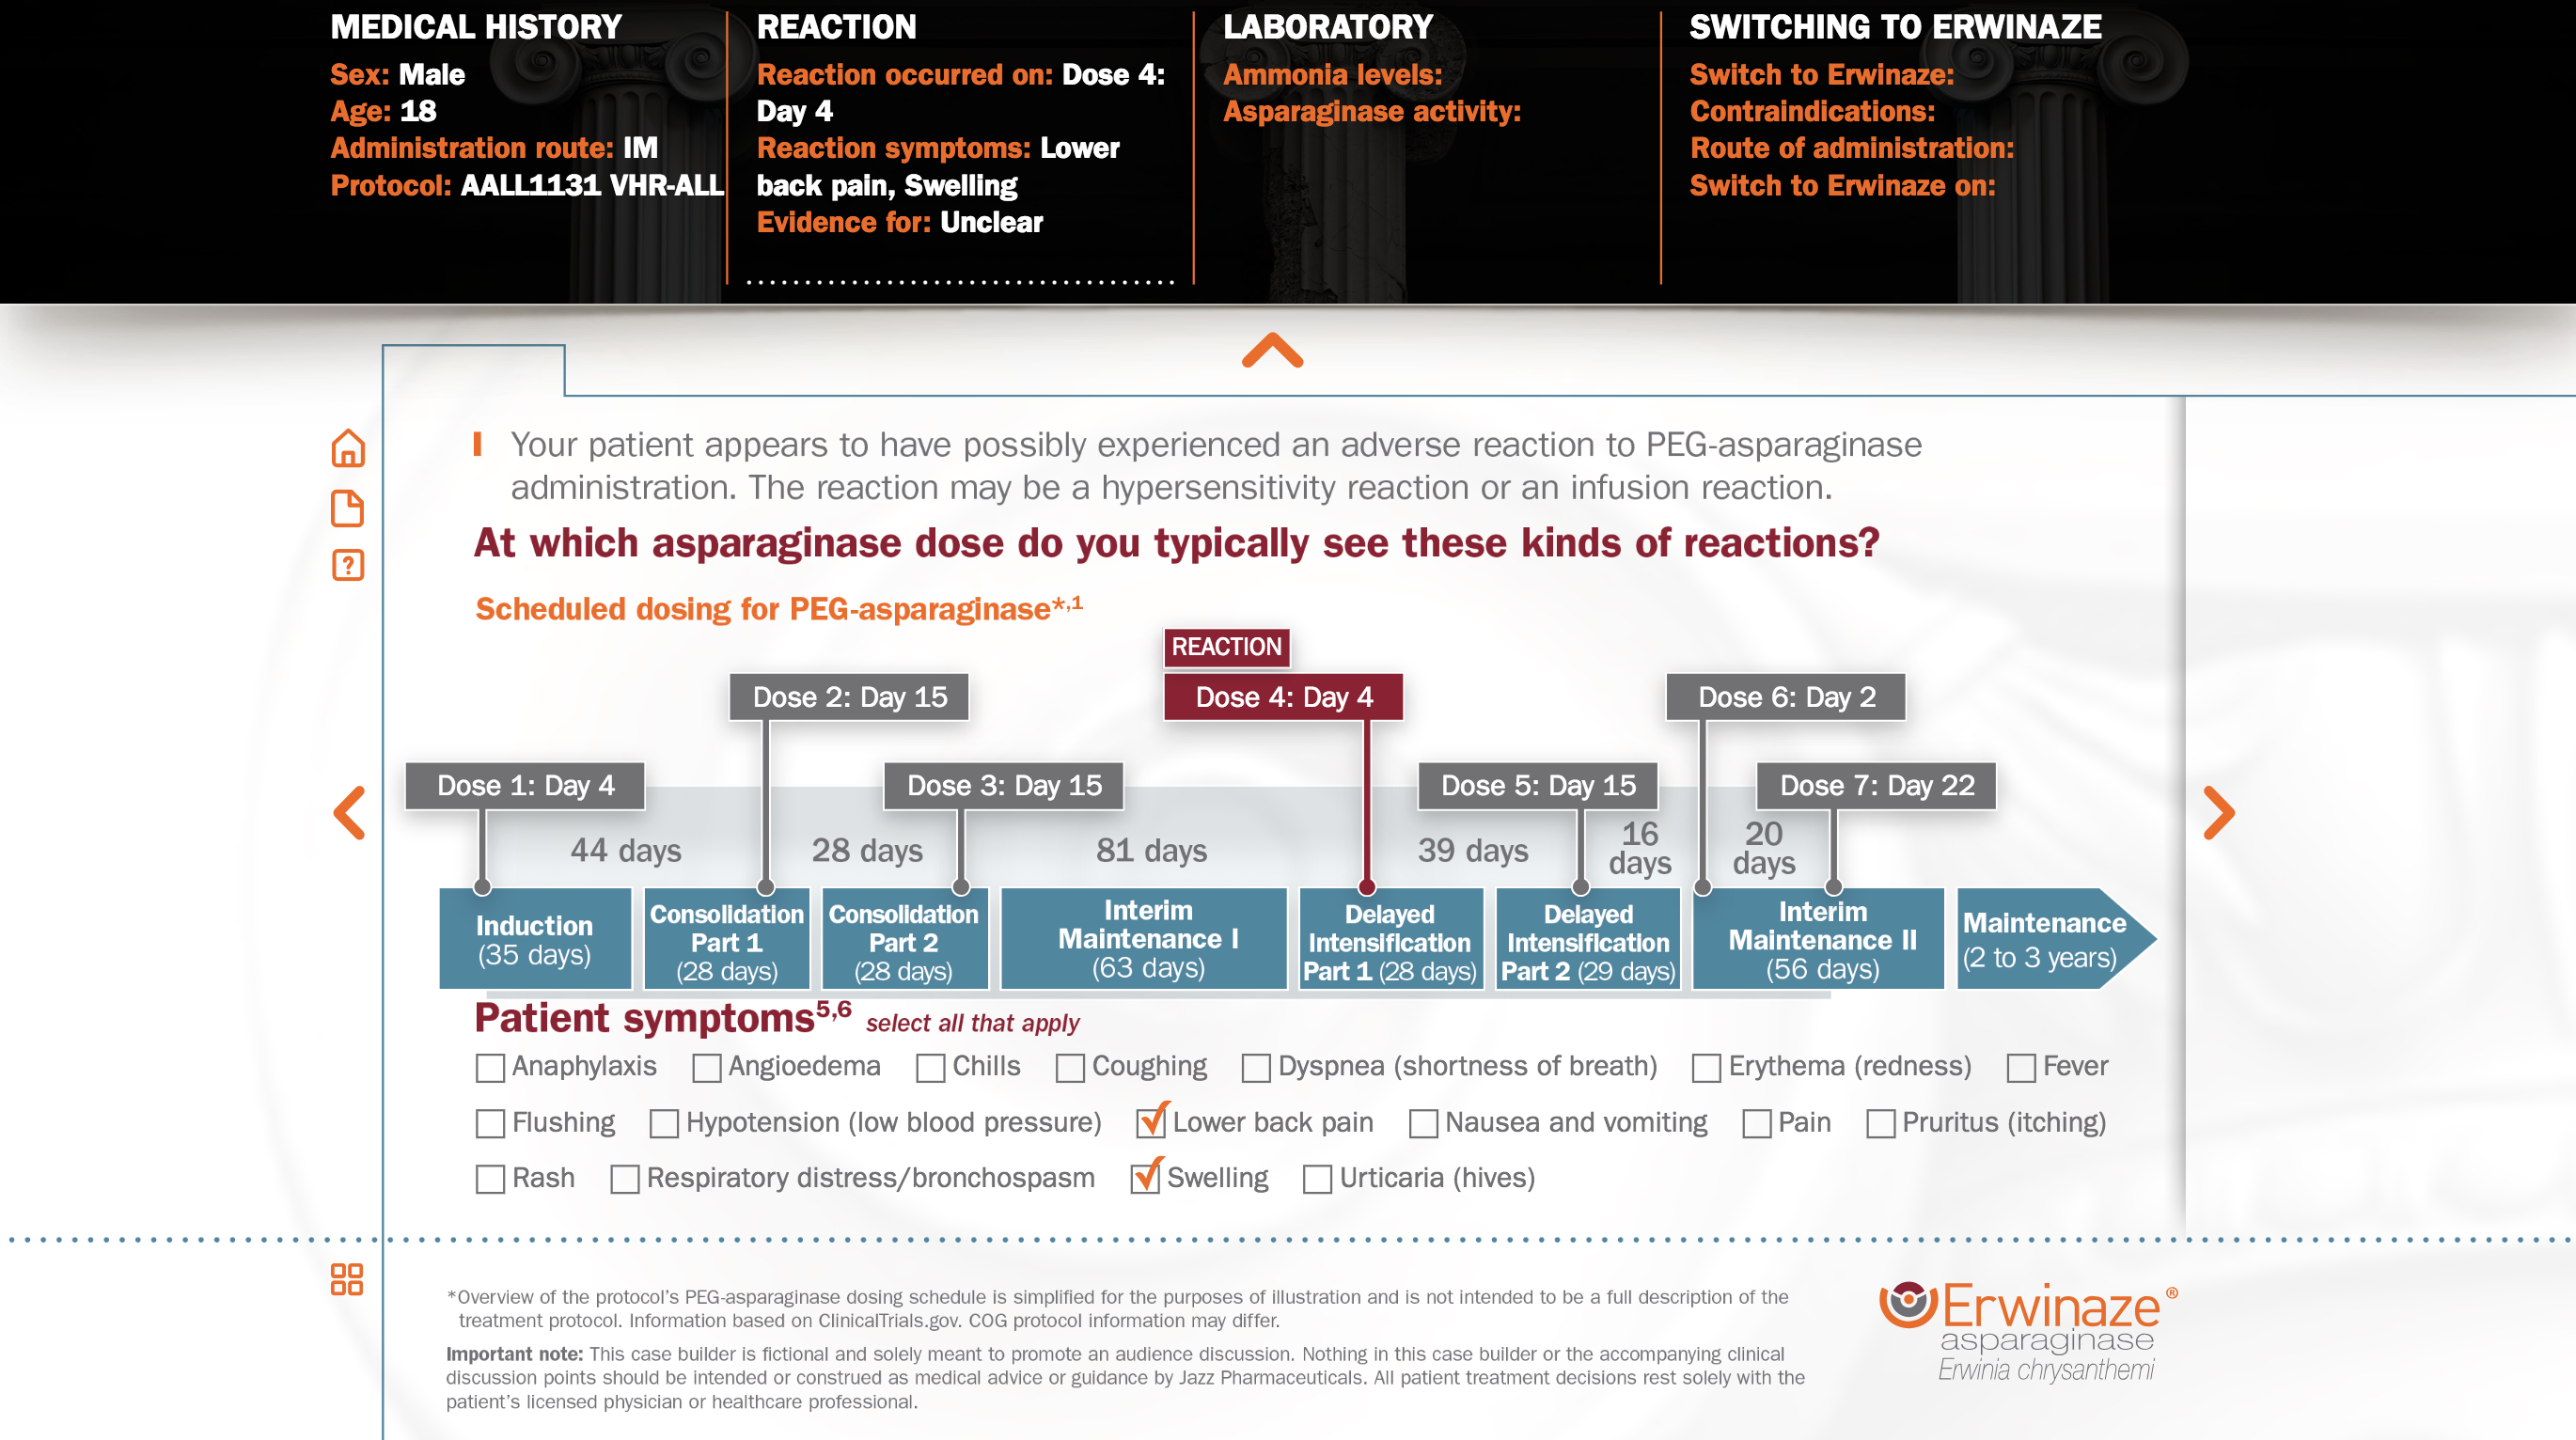 MEDICAL HISTORY
Sex: Male
Age: 18
Administration route: IM
Protocol: AALL1131 VHR-ALL
REACTION
Reaction occurred on: Dose 4:
Day 4
Reaction symptoms: Lower
back pain, Swelling
Evidence for: Unclear
LABORATORY
Ammonia levels:
Asparaginase activity:
SWITCHING TO ERWINAZE
Switch to Erwinaze:
Contraindications:
Route of administration:
Switch to Erwinaze on:
Your patient appears to have possibly experienced an adverse reaction to PEG-asparaginase
administration. The reaction may be a hypersensitivity reaction or an infusion reaction.
At which asparaginase dose do you typically see these kinds of reactions?
Scheduled dosing for PEG-asparaginase*,1
REACTION
Dose 2: Day 15
Dose 4: Day 4
Dose 6: Day 2
Dose 1: Day 4
Dose 3: Day 15
Dose 5: Day 15
Dose 7: Day 22
44 days
28 days
81 days
39 days
16
days
20
days
Induction
(35 days)
Consolidation
Part 1
(28 days)
Consolidation
Part 2
(28 days)
Interim
Maintenance I
(63 days)
Delayed
Intensification
Part 1 (28 days)
Delayed
Intensification
Part 2 (29 days)
Interim
Maintenance II
(56 days)
Maintenance
(2 to 3 years)
Patient symptoms5,6 select all that apply
Anaphylaxis Angioedema Chills Coughing Dyspnea (shortness of breath) Erythema (redness) Fever
Flushing Hypotension (low blood pressure) Lower back pain Nausea and vomiting Pain Pruritus (itching)
Rash Respiratory distress/bronchospasm Swelling Urticaria (hives)
*Overview of the protocol's PEG-asparaginase dosing schedule is simplified for the purposes of illustration and is not intended to be a full description of the
treatment protocol. Information based on ClinicalTrials.gov. COG protocol information may differ.
Important note: This case builder is fictional and solely meant to promote an audience discussion. Nothing in this case builder or the accompanying clinical
discussion points should be intended or construed as medical advice or guidance by Jazz Pharmaceuticals. All patient treatment decisions rest solely with the
patient's licensed physician or healthcare professional.
Erwinaze®
asparaginase
Erwinia chrysanthemi